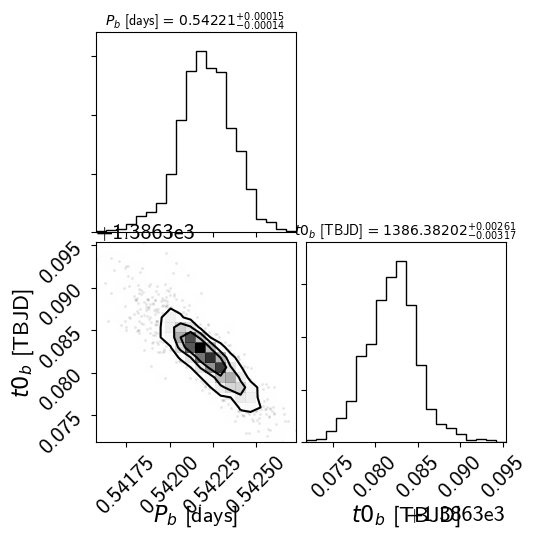 P_b [days] = 0.54221^{+0.00015}_{-0.00014}
+1.3863e3
t0_b [TBJD] = 1386.38202^{+0.00261}_{-0.00317}
0.095
0.090
0.085
0.080
0.075
t0_b [TBJD]
0.54175 0.54200 0.54225 0.54250
0.075 0.080 0.085 0.090 0.095
P_b [days]
t0_b [TBJD]
+1.3863e3